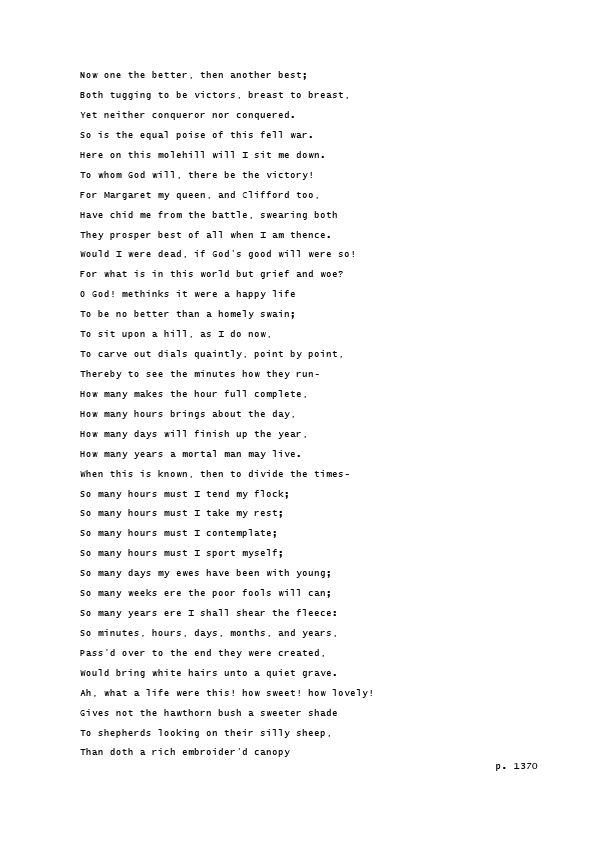 Now one the better, then another best;
Both tugging to be victors, breast to breast,
Yet neither conqueror nor conquered.
So is the equal poise of this fell war.
Here on this molehill will I sit me down.
To whom God will, there be the victory!
For Margaret my queen, and Clifford too,
Have chid me from the battle, swearing both
They prosper best of all when I am thence.
Would I were dead, if God's good will were so!
For what is in this world but grief and woe?
O God! methinks it were a happy life
To be no better than a homely swain;
To sit upon a hill, as I do now,
To carve out dials quaintly, point by point,
Thereby to see the minutes how they run-
How many makes the hour full complete,
How many hours brings about the day,
How many days will finish up the year,
How many years a mortal man may live.
When this is known, then to divide the times-
So many hours must I tend my flock;
So many hours must I take my rest;
So many hours must I contemplate;
So many hours must I sport myself;
So many days my ewes have been with young;
So many weeks ere the poor fools will can;
So many years ere I shall shear the fleece:
So minutes, hours, days, months, and years,
Pass'd over to the end they were created,
Would bring white hairs unto a quiet grave.
Ah, what a life were this! how sweet! how lovely!
Gives not the hawthorn bush a sweeter shade
To shepherds looking on their silly sheep,
Than doth a rich embroider'd canopy
p. 1370